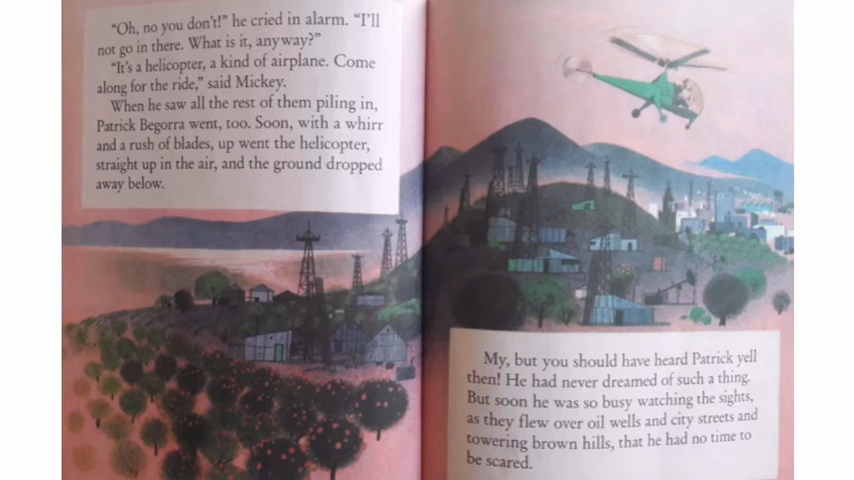 "Oh, no you don't!" he cried in alarm. "I'll
not go in there. What is it, anyway?"
"It's a helicopter, a kind of airplane. Come
along for the ride," said Mickey.
When he saw all the rest of them piling in,
Patrick Begorra went, too. Soon, with a whirr
and a rush of blades, up went the helicopter,
straight up in the air, and the ground dropped
away below.
My, but you should have heard Patrick yell
then! He had never dreamed of such a thing.
But soon he was so busy watching the sights,
as they flew over oil wells and city streets and
towering brown hills, that he had no time to
be scared.